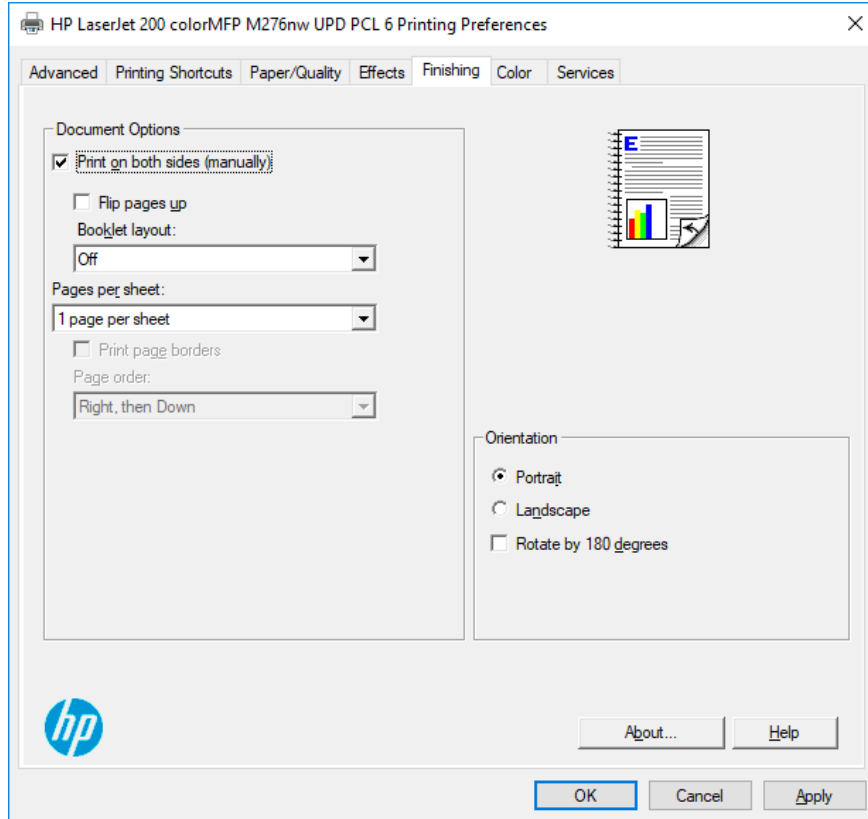 HP LaserJet 200 colorMFP M276nw UPD PCL 6 Printing Preferences
Advanced Printing Shortcuts Paper/Quality Effects Finishing Color Services
Document Options
Print on both sides (manually)
Flip pages up
Booklet layout:
Off
Pages per sheet:
1 page per sheet
Print page borders
Page order:
Right, then Down
E
Orientation
Portrait
Landscape
Rotate by 180 degrees
hp
About... Help
OK Cancel Apply